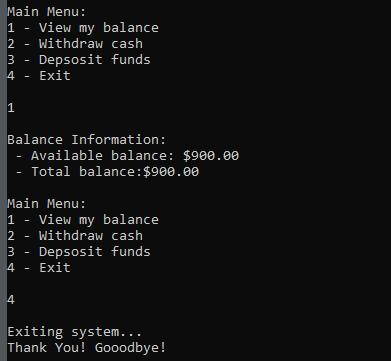 Main Menu:
1 - View my balance
2 - Withdraw cash
3 - Depsosit funds
4 - Exit
1
Balance Information:
- Available balance: $900.00
- Total balance:$900.00
Main Menu:
1 - View my balance
2 - Withdraw cash
3 - Depsosit funds
4 - Exit
4
Exiting system...
Thank You! Gooodbye!